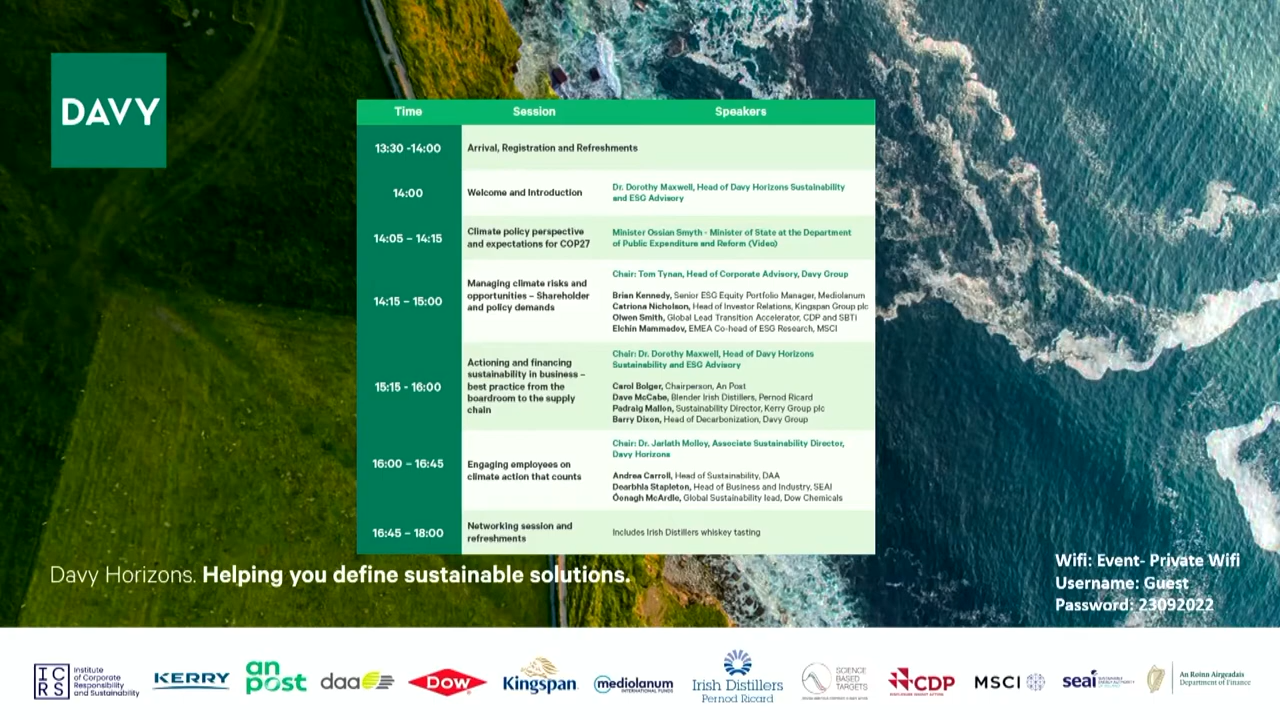 DAVY
Time Session Speakers
13:30 -14:00 Arrival, Registration and Refreshments
14:00 Welcome and Introduction
Dr. Dorothy Maxwell, Head of Davy Horizons Sustainability
and ESG Advisory
14:05 – 14:15
Climate policy perspective
and expectations for COP27
Minister Ossian Smyth - Minister of State at the Department
of Public Expenditure and Reform (Video)
14:15 – 15:00
Managing climate risks and
opportunities – Shareholder
and policy demands
Chair: Tom Tynan, Head of Corporate Advisory, Davy Group
Brian Kennedy, Senior ESG Equity Portfolio Manager, Mediolanum
Catriona Nicholson, Head of Investor Relations, Kingspan Group plc
Olwen Smith, Global Lead Transition Accelerator, CDP and SBTi
Elchin Mammadov, EMEA Co-head of ESG Research, MSCI
15:15 - 16:00
Actioning and financing
sustainability in business –
best practice from the
boardroom to the supply
chain
Chair: Dr. Dorothy Maxwell, Head of Davy Horizons
Sustainability and ESG Advisory
Carol Bolger, Chairperson, An Post
Dave McCabe, Blender Irish Distillers, Pernod Ricard
Padraig Mallon, Sustainability Director, Kerry Group plc
Barry Dixon, Head of Decarbonization, Davy Group
16:00 – 16:45
Engaging employees on
climate action that counts
Chair: Dr. Jarlath Molloy, Associate Sustainability Director,
Davy Horizons
Andrea Carroll, Head of Sustainability, DAA
Dearbhla Stapleton, Head of Business and Industry, SEAI
Óonagh McArdle, Global Sustainability lead, Dow Chemicals
16:45 – 18:00
Networking session and
refreshments
Includes Irish Distillers whiskey tasting
Davy Horizons. Helping you define sustainable solutions.
Wifi: Event- Private Wifi
Username: Guest
Password: 23092022
ICRS
Institute
of Corporate
Responsibility
and Sustainability
KERRY
an
post
daa
DOW
Kingspan
mediolanum
INTERNATIONAL FUNDS
Irish Distillers
Pernod Ricard
SCIENCE
BASED
TARGETS
CDP
MSCI
seai
An Roinn Airgeadais
Department of Finance